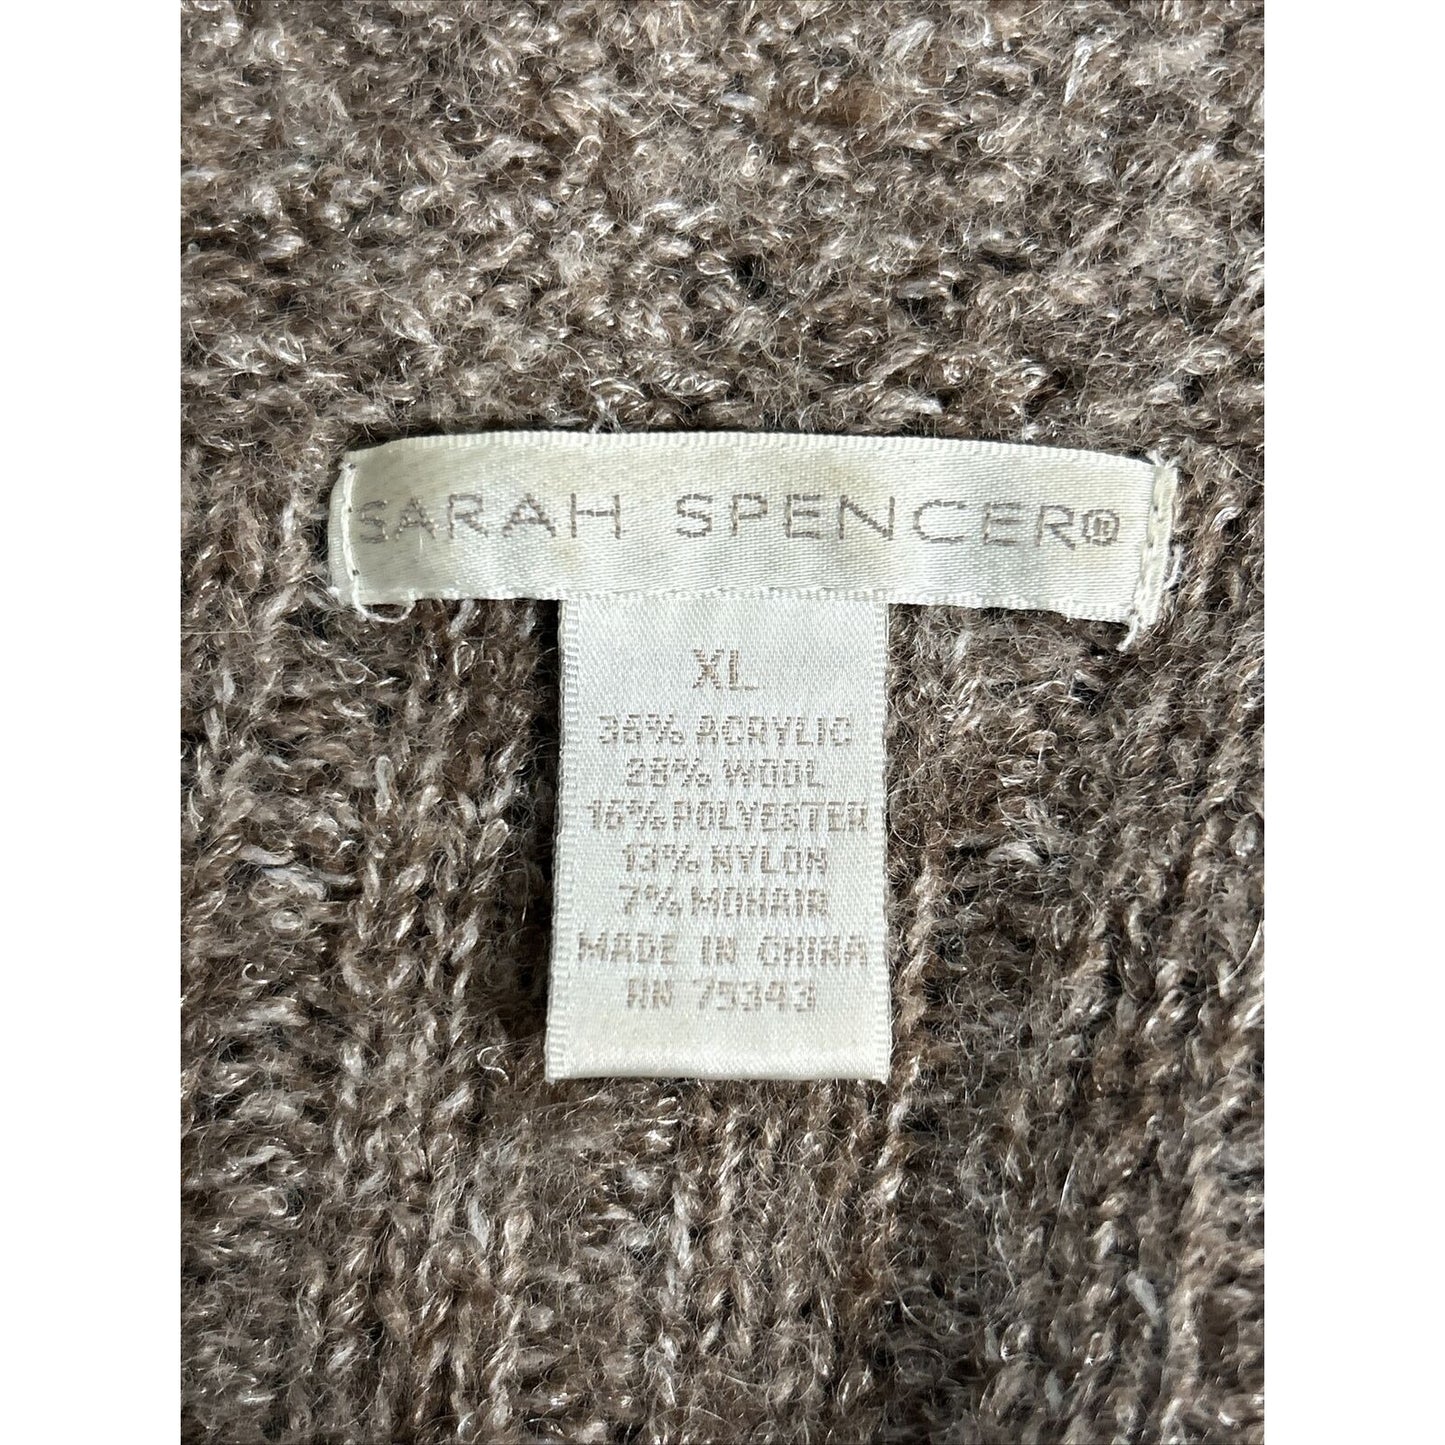 SARAH SPENCER®
XL
36% ACRYLIC
28% WOOL
16% POLYESTER
13% NYLON
7% MOHAIR
MADE IN CHINA
RN 75343